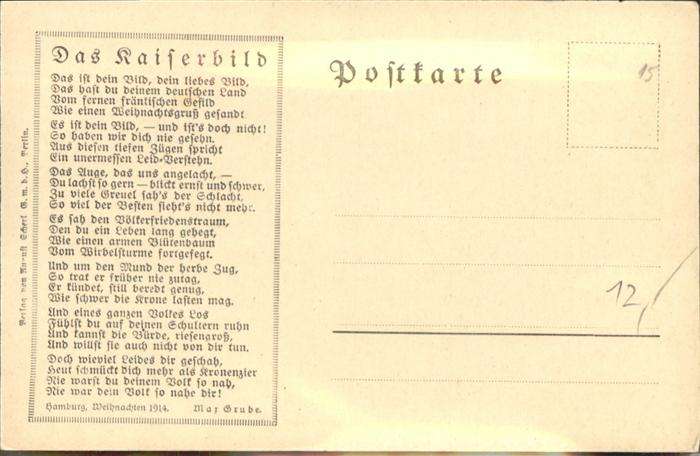 Das Kaiserbild
Das ist dein Bild, dein liebes Bild,
Das hast du deinem deutschen Land
Vom fernen fränkischen Gefild
Wie einen Weihnachtsgruß gesandt
Es ist dein Bild, — und ist's doch nicht!
So haben wir dich nie gesehn.
Aus diesen tiefen Zügen spricht
Ein unermessen Leid-Verstehn.
Das Auge, das uns angelacht, —
Du lachst so gern — blickt ernst und schwer,
Zu viele Greuel sah's der Schlacht,
So viel der Besten sieht's nicht mehr.
Es sah den Völkerfriedenstraum,
Den du ein Leben lang gehegt,
Wie einen armen Blütenbaum
Vom Wirbelsturme fortgefegt.
Und um den Mund der herbe Zug,
So trat er früher nie zutag,
Er kündet, still beredt genug,
Wie schwer die Krone lasten mag.
Und eines ganzen Volkes Los
Fühlst du auf deinen Schultern ruhn
Und kannst die Bürde, riesengroß,
Und willst sie auch nicht von dir tun.
Doch wieviel Leides dir geschah,
Heut schmückt dich mehr als Kronenzier
Nie warst du deinem Volk so nah,
Nie war dein Volk so nahe dir!
Hamburg, Weihnachten 1914. Max Grube.
Verlag von August Scherl G. m. b. H., Berlin.
Postkarte
15
12,